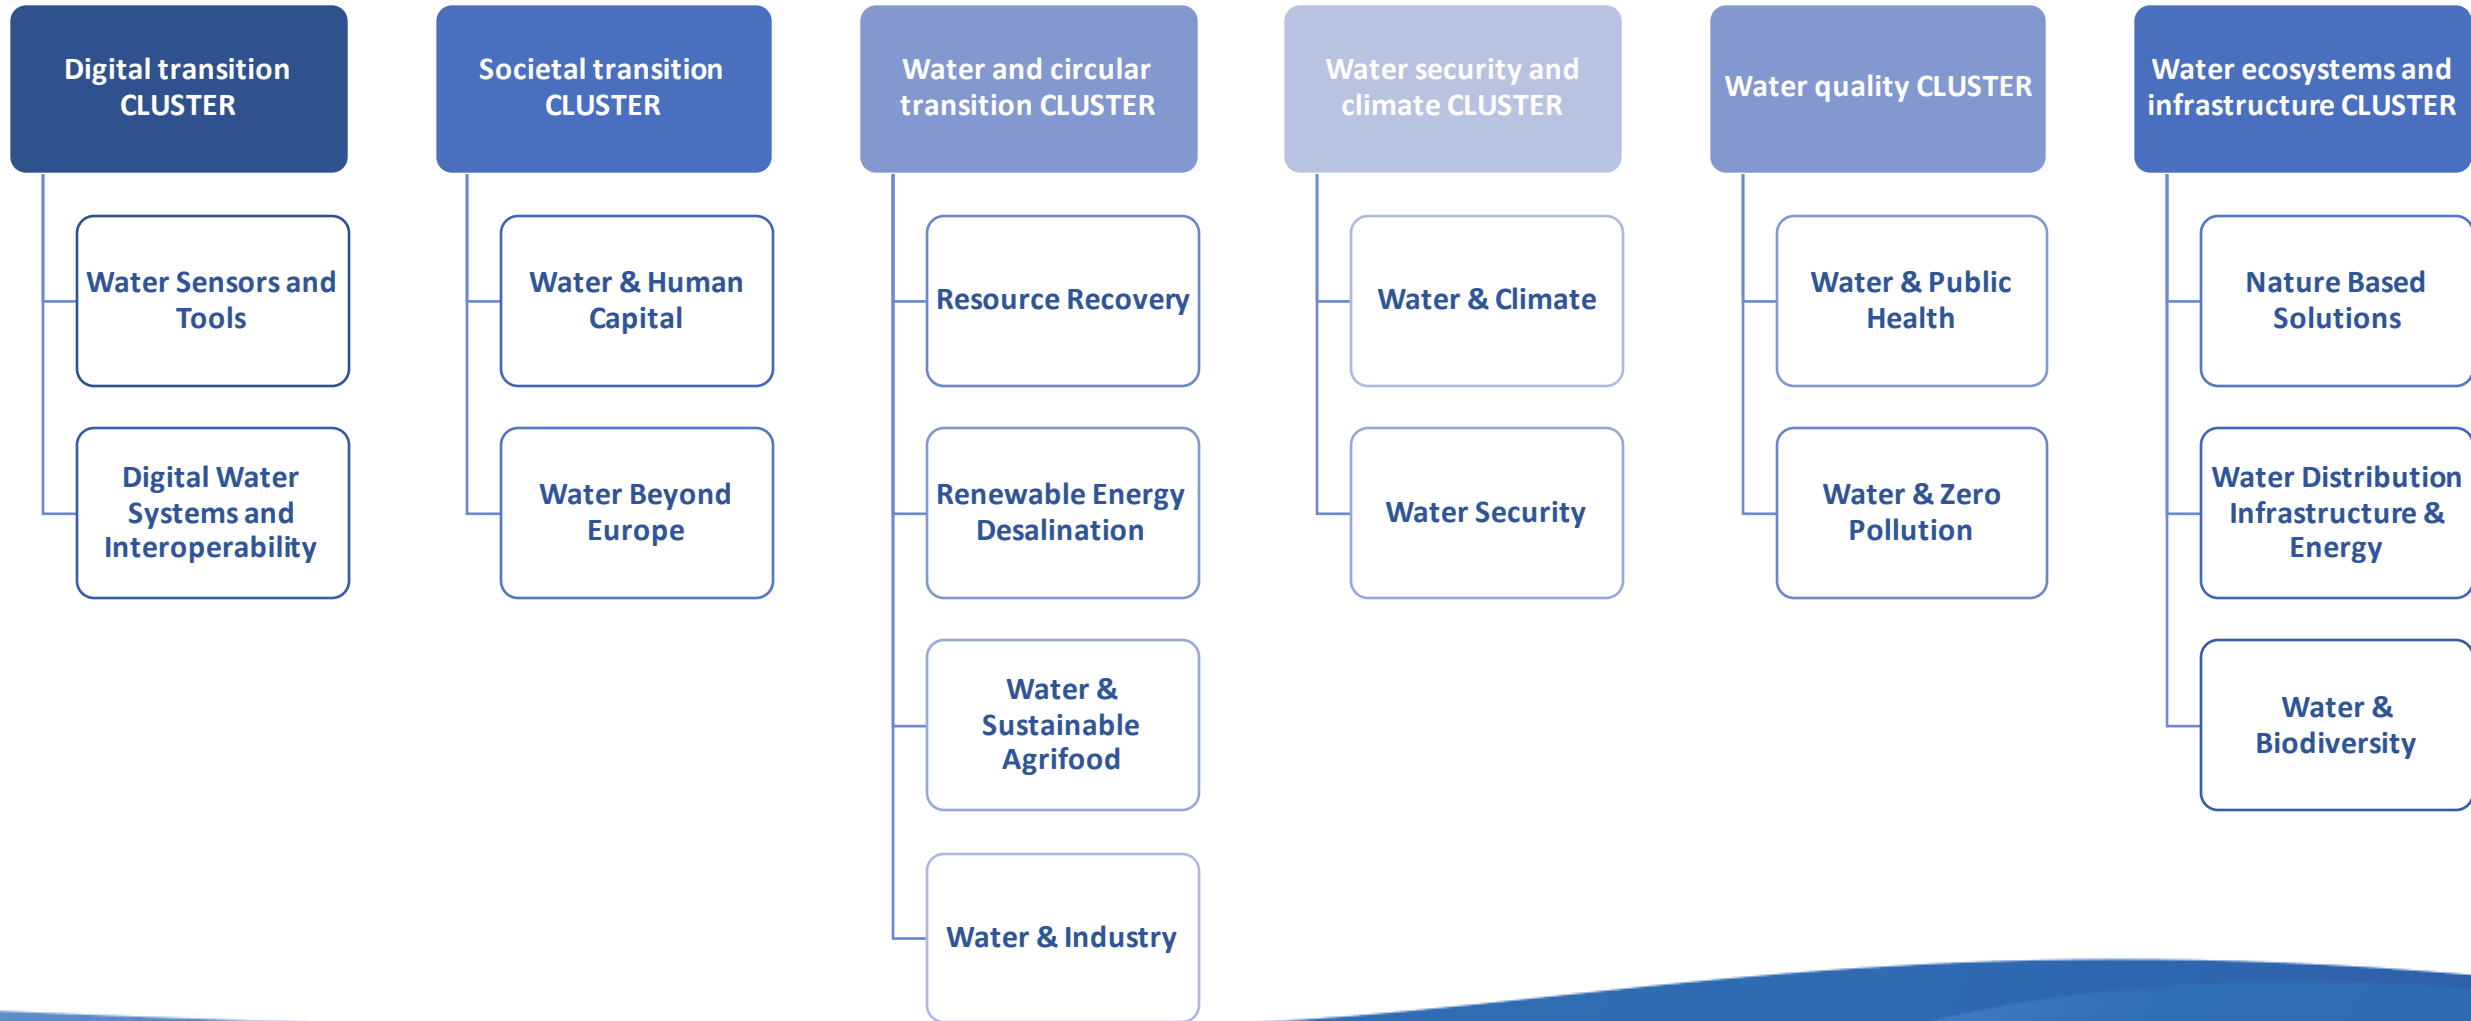 Digital transition
CLUSTER
Water Sensors and
Tools
Digital Water
Systems and
Interoperability
Societal transition
CLUSTER
Water & Human
Capital
Water Beyond
Europe
Water and circular
transition CLUSTER
Resource Recovery
Renewable Energy
Desalination
Water &
Sustainable
Agrifood
Water & Industry
Water security and
climate CLUSTER
Water & Climate
Water Security
Water quality CLUSTER
Water & Public
Health
Water & Zero
Pollution
Water ecosystems and
infrastructure CLUSTER
Nature Based
Solutions
Water Distribution
Infrastructure &
Energy
Water &
Biodiversity